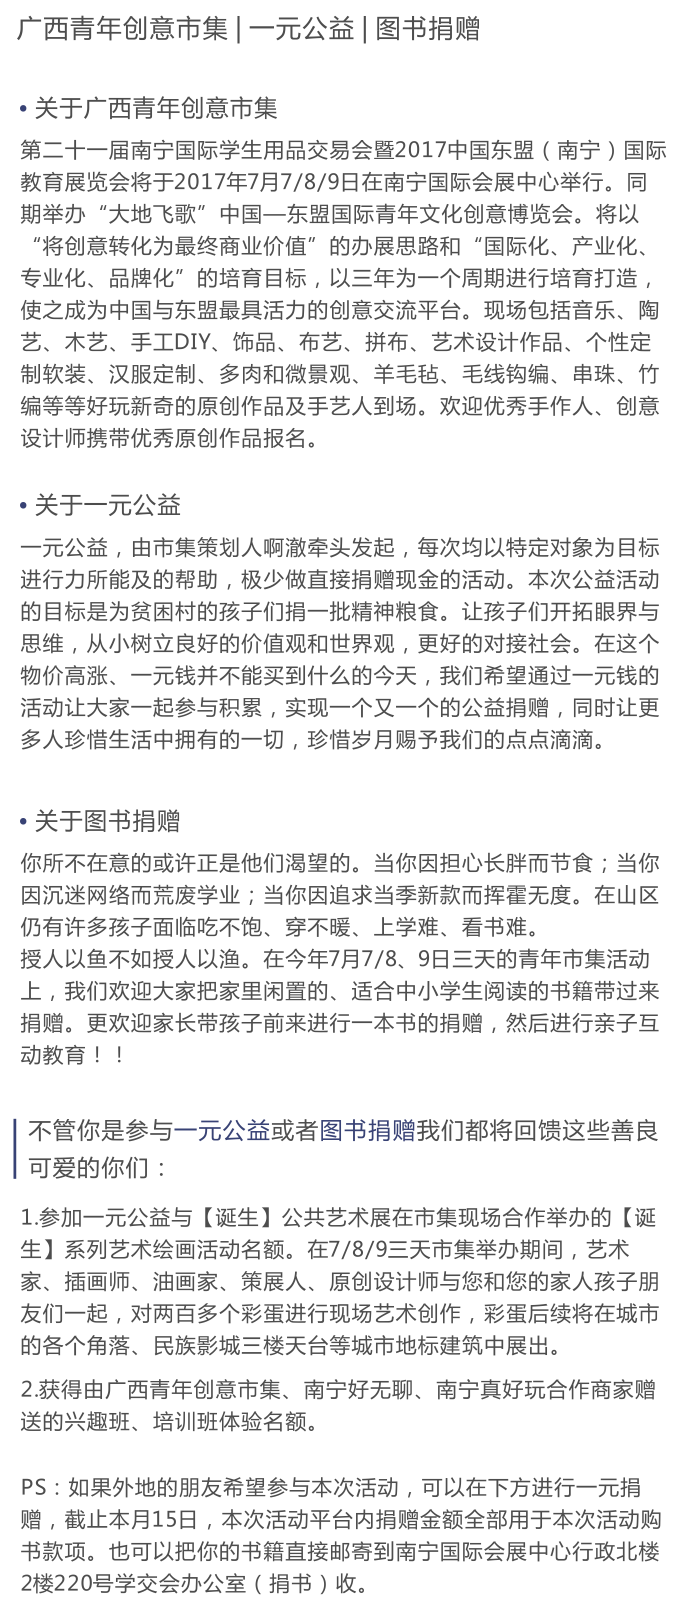 广西青年创意市集 | 一元公益 | 图书捐赠
• 关于广西青年创意市集
第二十一届南宁国际学生用品交易会暨2017中国东盟（南宁）国际
教育展览会将于2017年7月7/8/9日在南宁国际会展中心举行。同
期举办“大地飞歌”中国—东盟国际青年文化创意博览会。将以
“将创意转化为最终商业价值”的办展思路和“国际化、产业化、
专业化、品牌化”的培育目标，以三年为一个周期进行培育打造，
使之成为中国与东盟最具活力的创意交流平台。现场包括音乐、陶
艺、木艺、手工DIY、饰品、布艺、拼布、艺术设计作品、个性定
制软装、汉服定制、多肉和微景观、羊毛毡、毛线钩编、串珠、竹
编等等好玩新奇的原创作品及手艺人到场。欢迎优秀手作人、创意
设计师携带优秀原创作品报名。
• 关于一元公益
一元公益，由市集策划人啊澈牵头发起，每次均以特定对象为目标
进行力所能及的帮助，极少做直接捐赠现金的活动。本次公益活动
的目标是为贫困村的孩子们捐一批精神粮食。让孩子们开拓眼界与
思维，从小树立良好的价值观和世界观，更好的对接社会。在这个
物价高涨、一元钱并不能买到什么的今天，我们希望通过一元钱的
活动让大家一起参与积累，实现一个又一个的公益捐赠，同时让更
多人珍惜生活中拥有的一切，珍惜岁月赐予我们的点点滴滴。
• 关于图书捐赠
你所不在意的或许正是他们渴望的。当你因担心长胖而节食；当你
因沉迷网络而荒废学业；当你因追求当季新款而挥霍无度。在山区
仍有许多孩子面临吃不饱、穿不暖、上学难、看书难。
授人以鱼不如授人以渔。在今年7月7/8、9日三天的青年市集活动
上，我们欢迎大家把家里闲置的、适合中小学生阅读的书籍带过来
捐赠。更欢迎家长带孩子前来进行一本书的捐赠，然后进行亲子互
动教育！！
不管你是参与一元公益或者图书捐赠我们都将回馈这些善良
可爱的你们：
1.参加一元公益与【诞生】公共艺术展在市集现场合作举办的【诞
生】系列艺术绘画活动名额。在7/8/9三天市集举办期间，艺术
家、插画师、油画家、策展人、原创设计师与您和您的家人孩子朋
友们一起，对两百多个彩蛋进行现场艺术创作，彩蛋后续将在城市
的各个角落、民族影城三楼天台等城市地标建筑中展出。
2.获得由广西青年创意市集、南宁好无聊、南宁真好玩合作商家赠
送的兴趣班、培训班体验名额。
PS：如果外地的朋友希望参与本次活动，可以在下方进行一元捐
赠，截止本月15日，本次活动平台内捐赠金额全部用于本次活动购
书款项。也可以把你的书籍直接邮寄到南宁国际会展中心行政北楼
2楼220号学交会办公室（捐书）收。